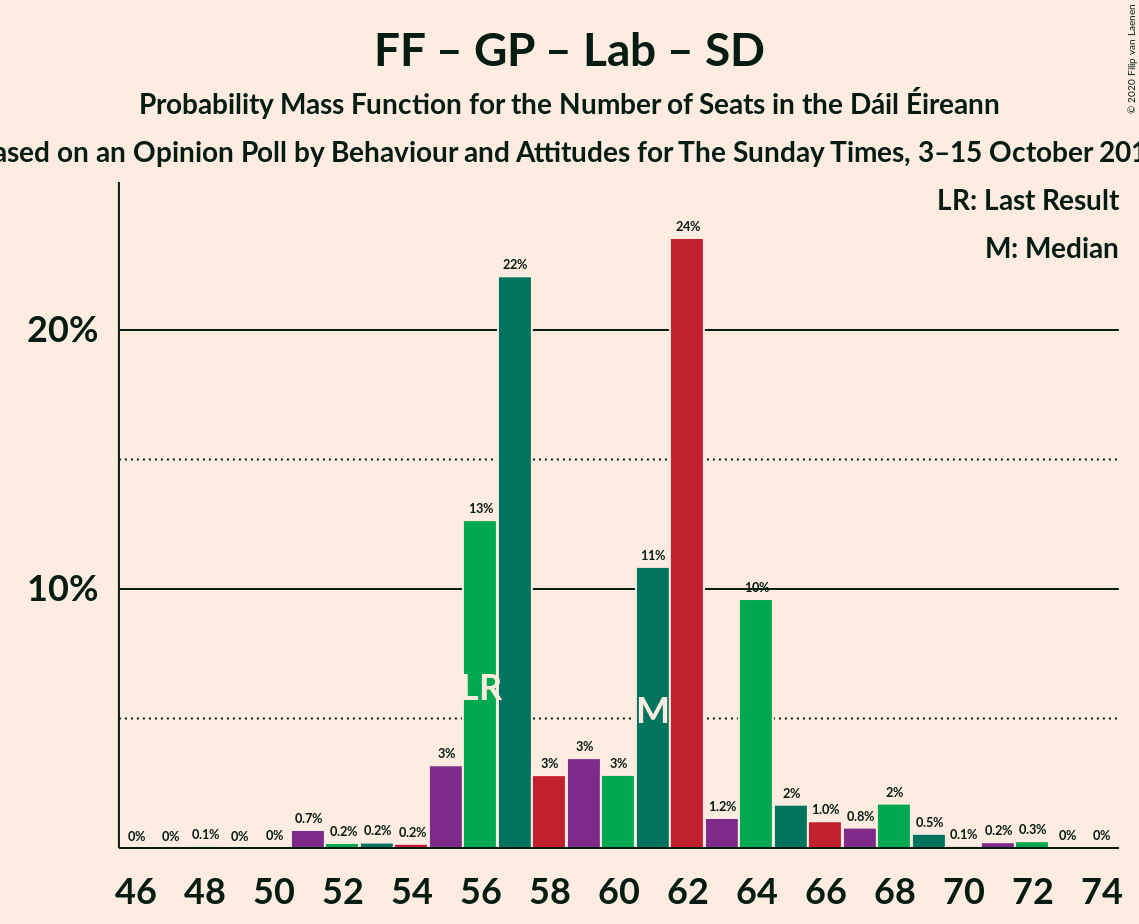 FF – GP – Lab – SD
Probability Mass Function for the Number of Seats in the Dáil Éireann
on an Opinion Poll by Behaviour and Attitudes for The Sunday Times, 3–15 October
© 2020 Filip van Laenen
LR: Last Result
M: Median
20%
10%
0% 0% 0.1% 0% 0% 0.7% 0.2% 0.2% 0.2% 3% 13% 22% 3% 3% 3% 11% 24% 1.2% 10% 2% 1.0% 0.8% 2% 0.5% 0.1% 0.2% 0.3% 0% 0%
LR
M
46 48 50 52 54 56 58 60 62 64 66 68 70 72 74